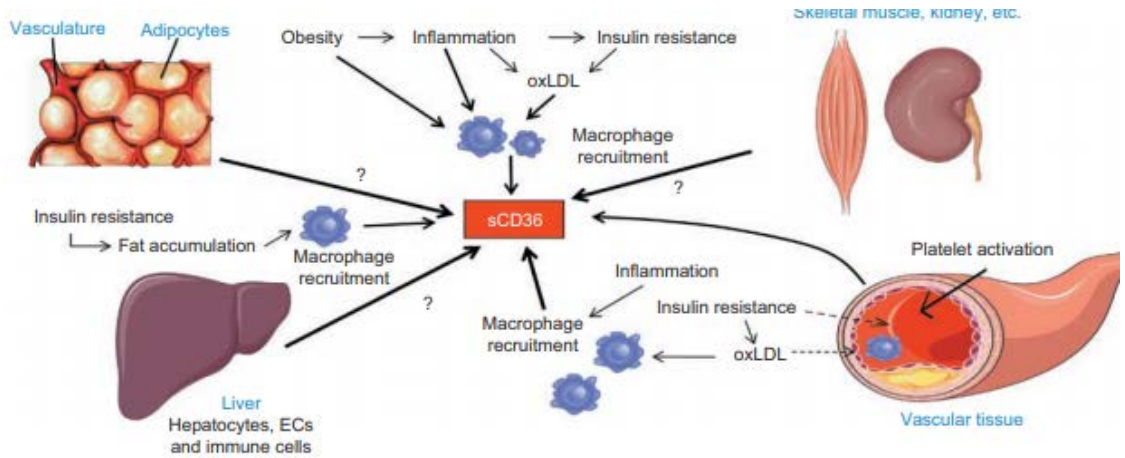 Skeletal muscle, kidney, etc.
Vasculature
Adipocytes
Obesity
Inflammation
Insulin resistance
oxLDL
Macrophage
recruitment
?
?
Insulin resistance
Fat accumulation
Macrophage
recruitment
sCD36
Platelet activation
?
Inflammation
Insulin resistance
Macrophage
recruitment
oxLDL
Liver
Hepatocytes, ECs
and immune cells
Vascular tissue